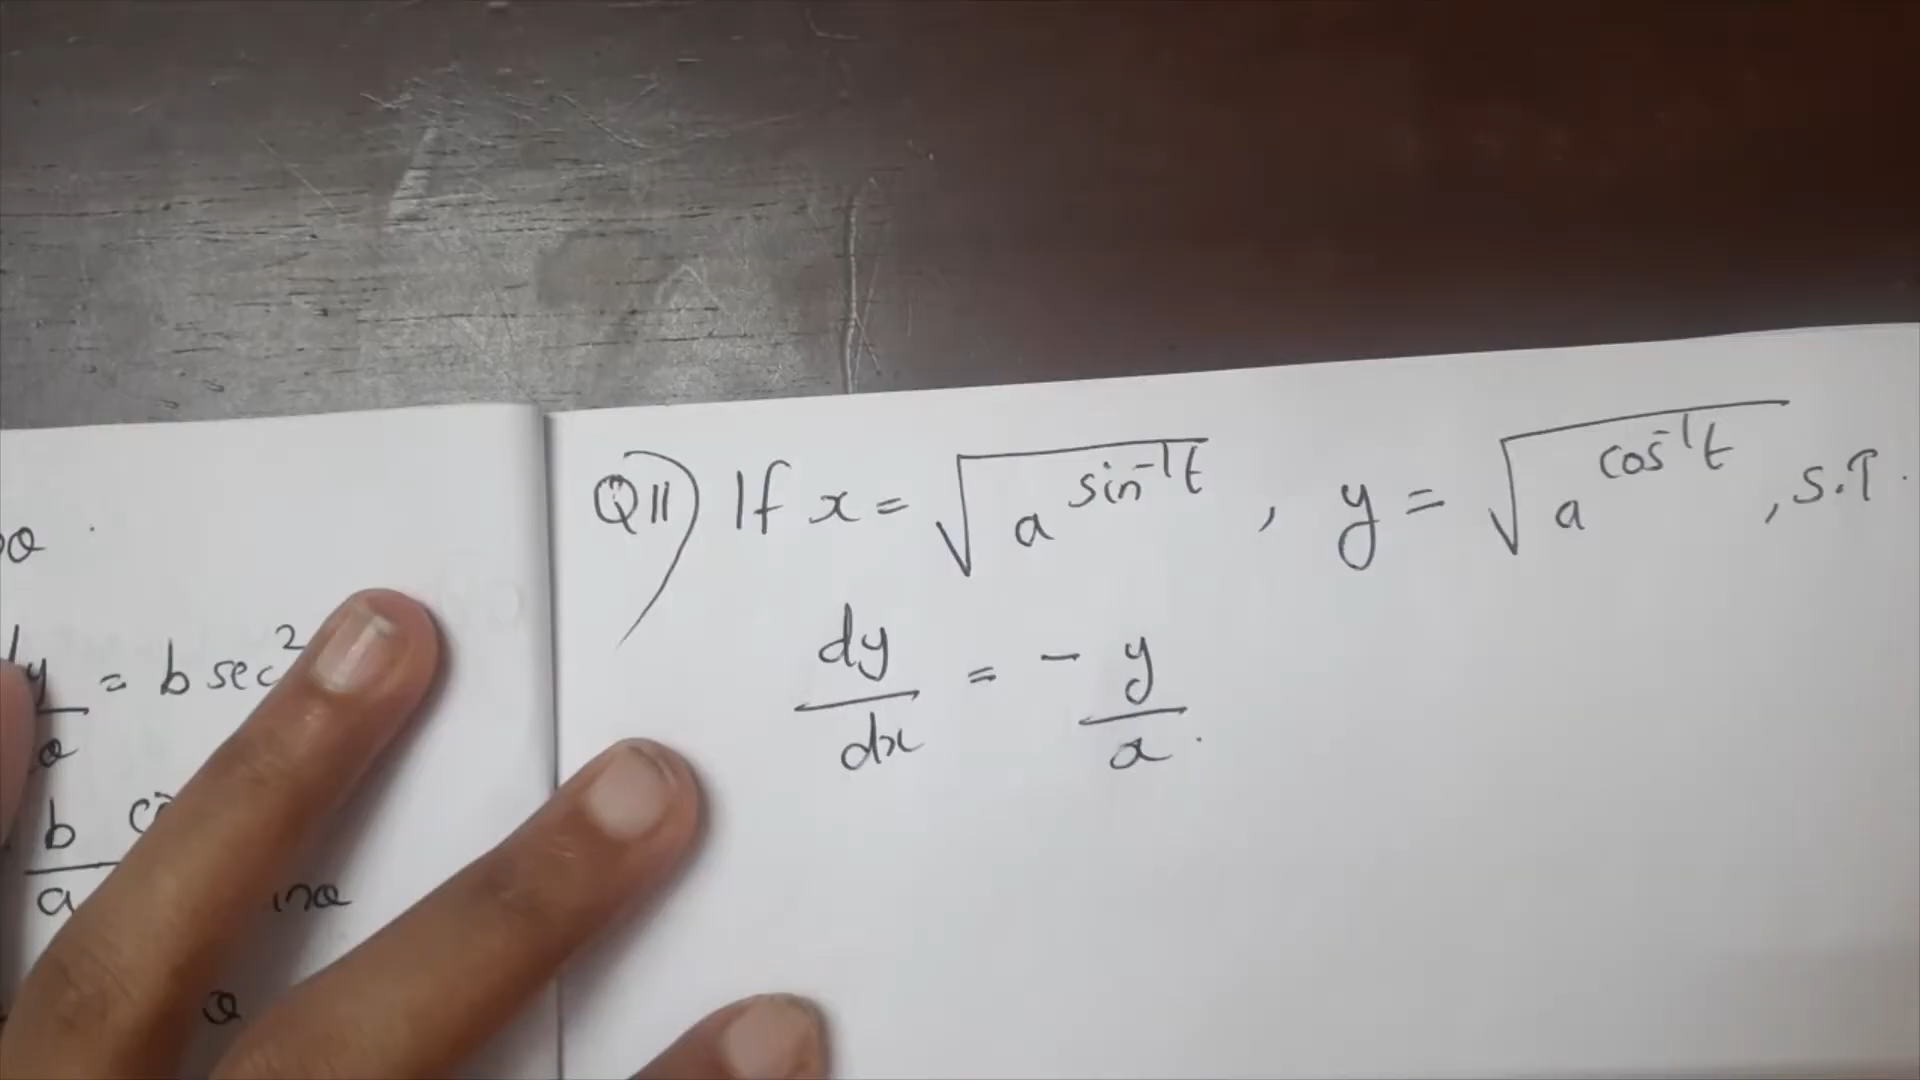 Q11) If x = √a^sin⁻¹t , y = √a^cos⁻¹t , S.T.
dy/dx = - y/a .
= b sec²
b
a